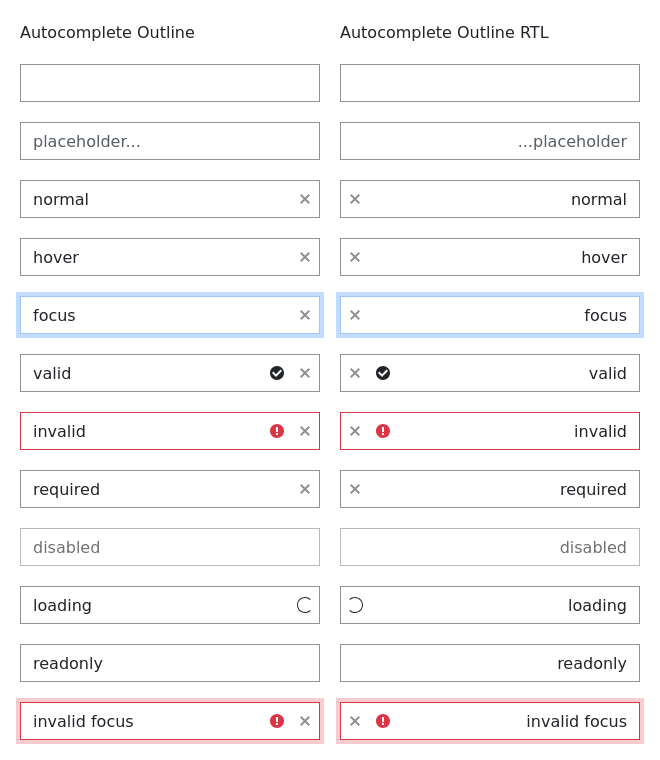 Autocomplete Outline
Autocomplete Outline RTL
placeholder...
...placeholder
normal
normal
hover
hover
focus
focus
valid
valid
invalid
invalid
required
required
disabled
disabled
loading
loading
readonly
readonly
invalid focus
invalid focus